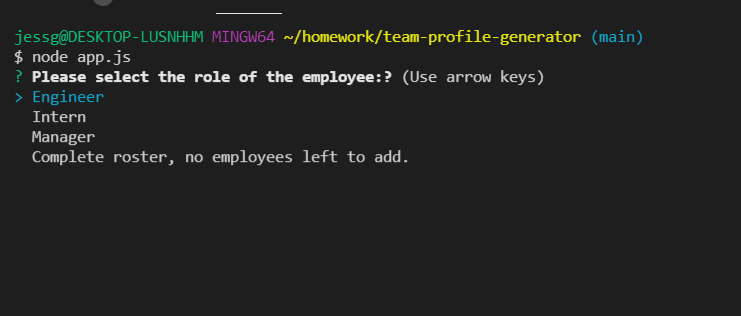 jessg@DESKTOP-LUSNHHM MINGW64 ~/homework/team-profile-generator (main)
$ node app.js
? Please select the role of the employee:? (Use arrow keys)
> Engineer
Intern
Manager
Complete roster, no employees left to add.